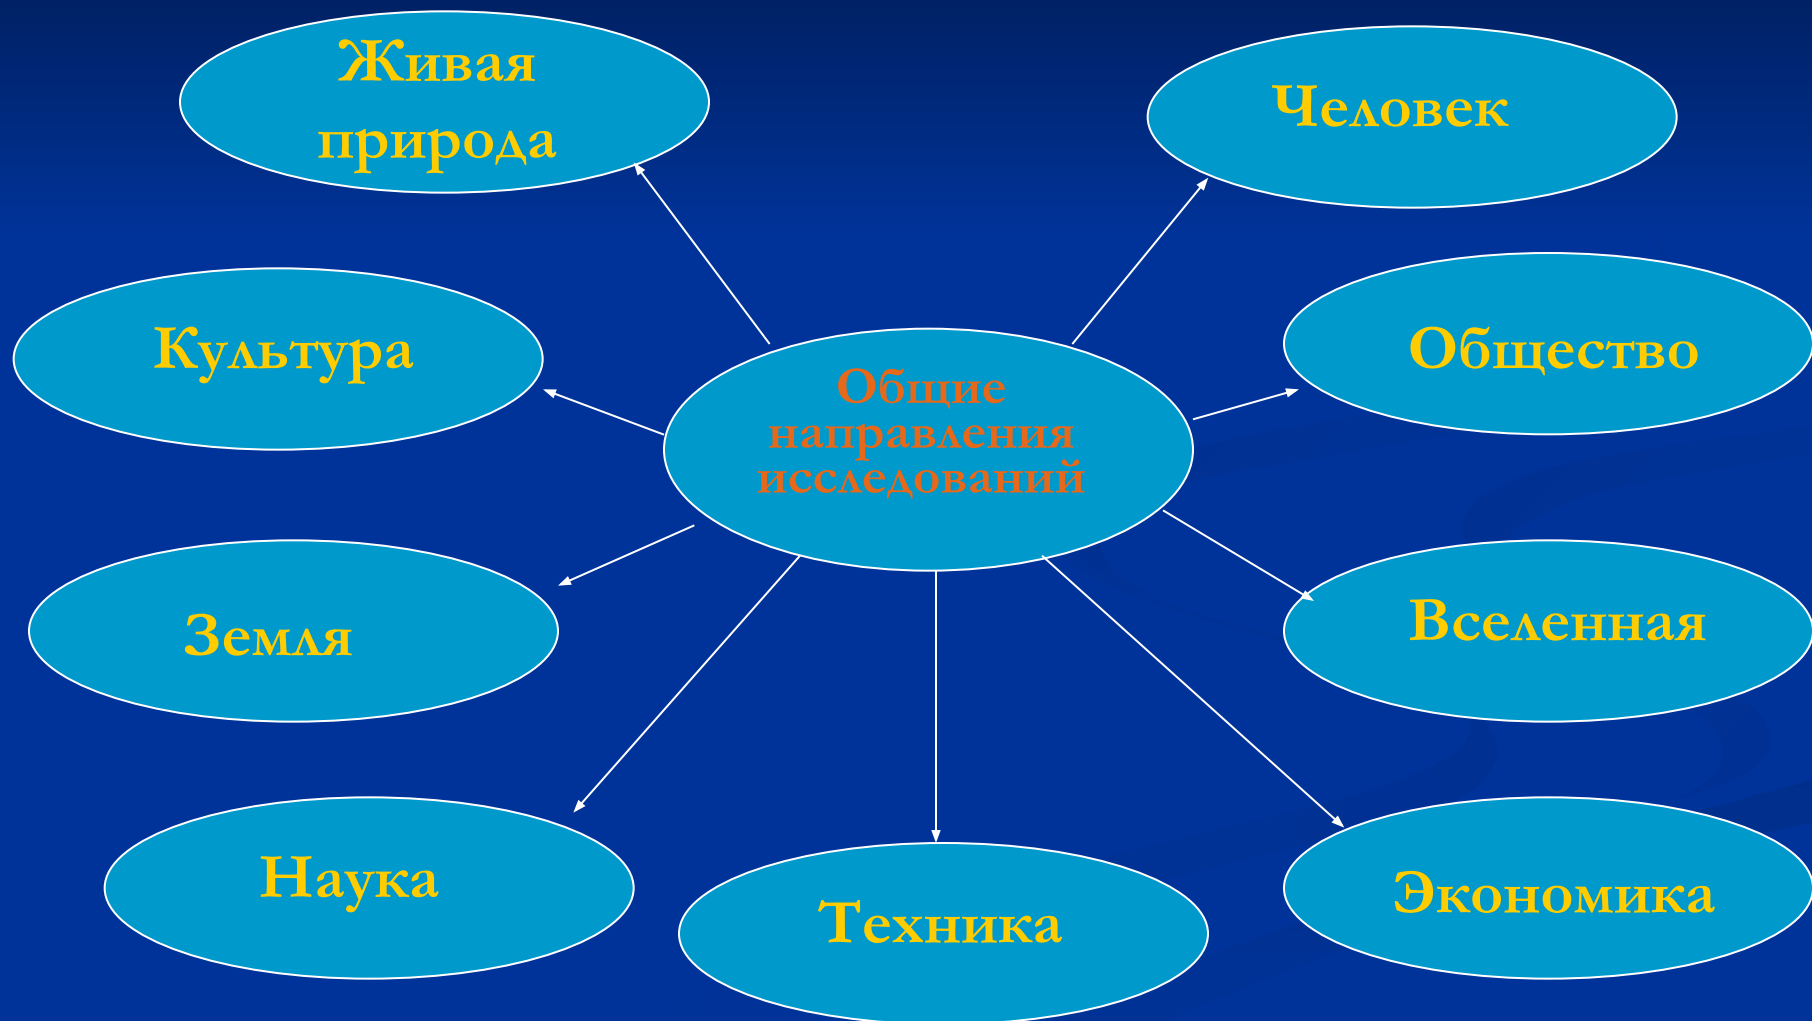 Живая
природа
Человек
Культура
Общество
Общие
направления
исследований
Земля
Вселенная
Наука
Техника
Экономика